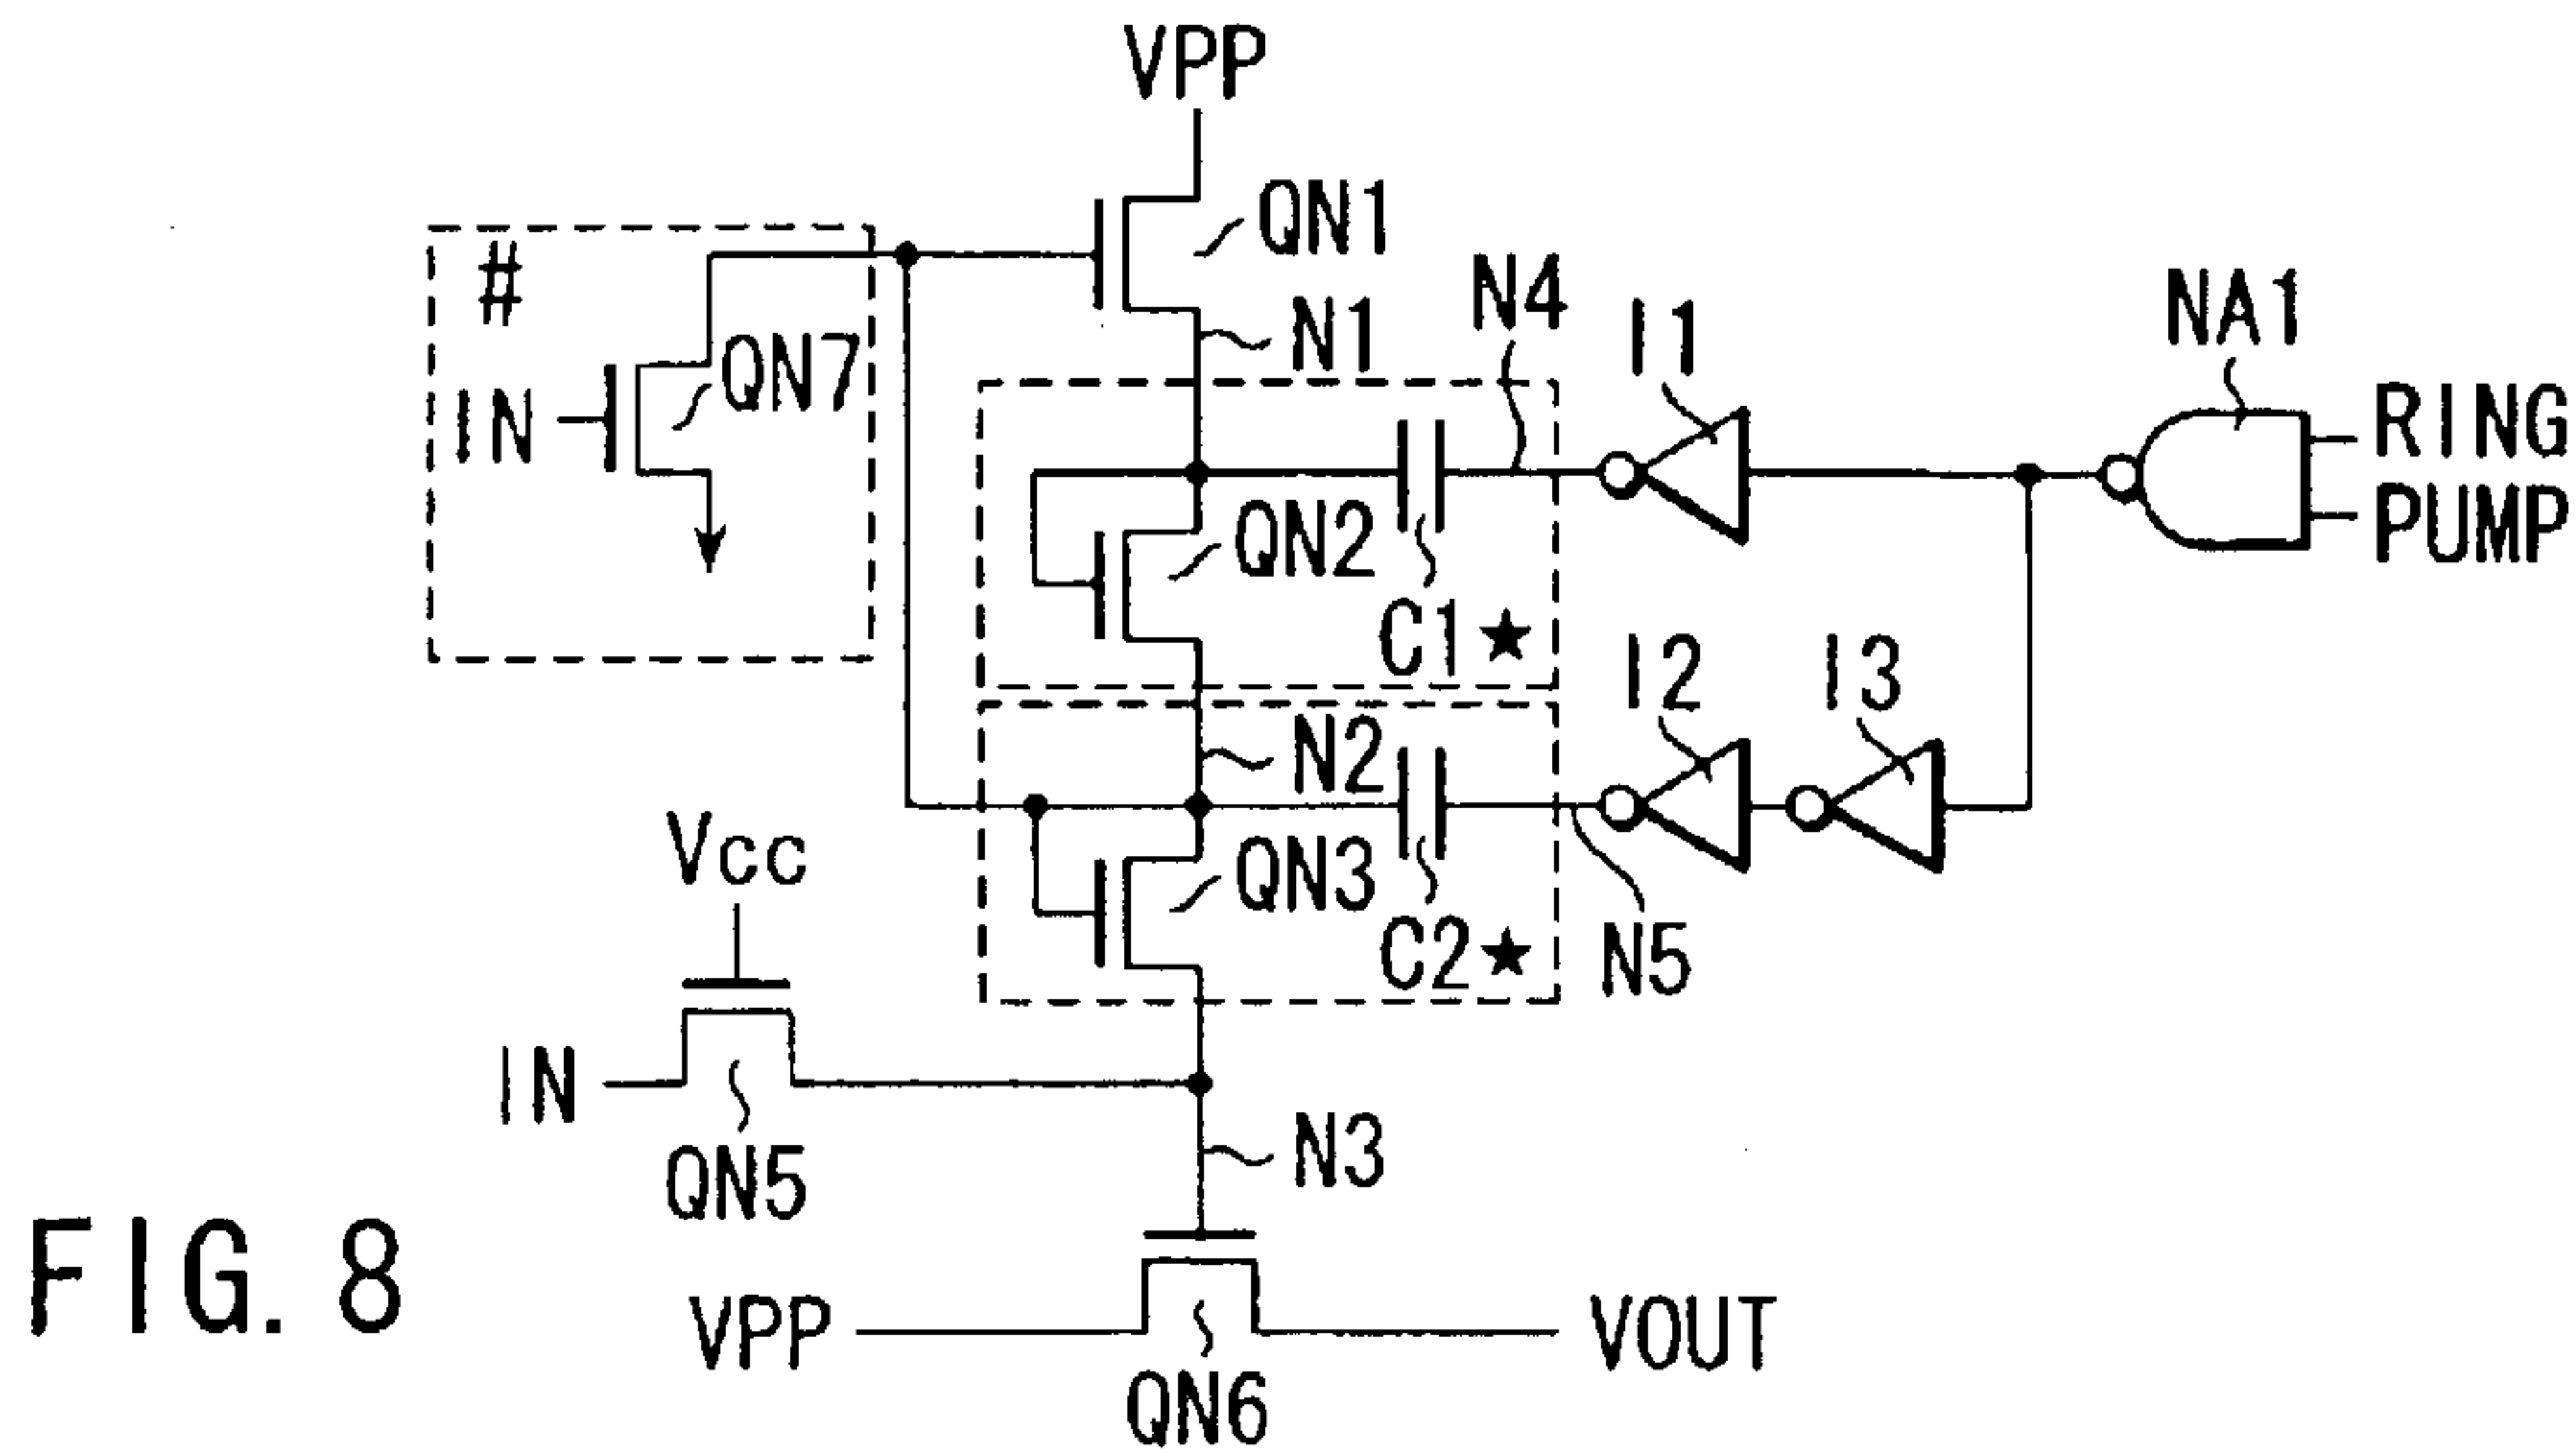 VPP
QN1
#
N4
NA1
N1
I1
QN7
RING
IN
PUMP
QN2
C1★
I2
I3
N2
Vcc
QN3
C2★
N5
IN
N3
QN5
FIG. 8
VPP
VOUT
QN6